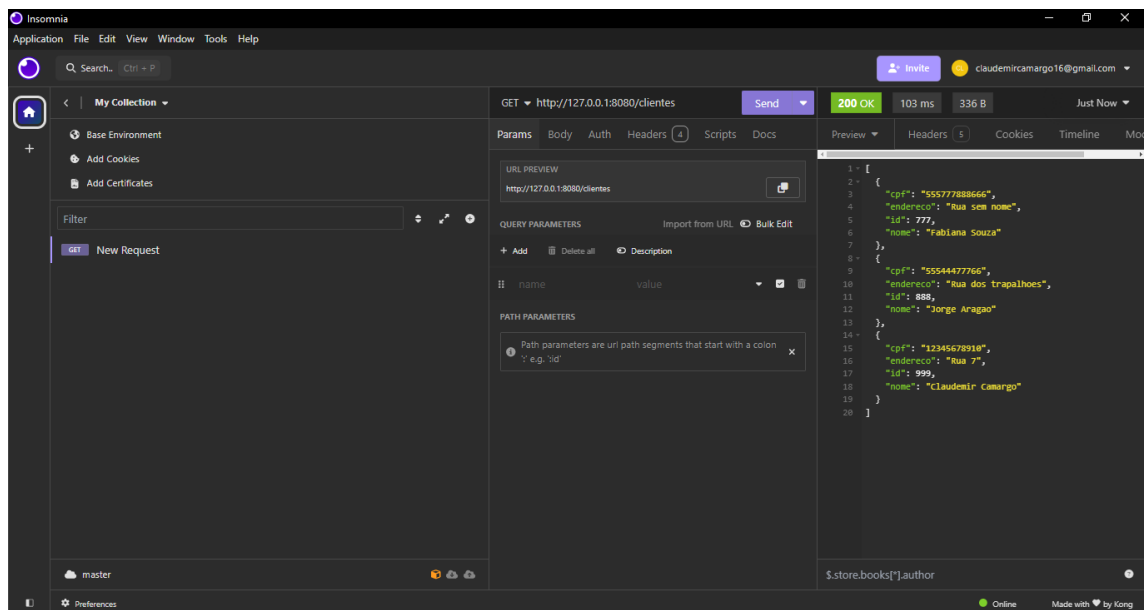 Insomnia
Application File Edit View Window Tools Help
Search.. Ctrl + P
Invite
claudemircamargo16@gmail.com
My Collection
Base Environment
Add Cookies
Add Certificates
Filter
GET New Request
master
Preferences
GET http://127.0.0.1:8080/clientes Send
Params Body Auth Headers 4 Scripts Docs
URL PREVIEW
http://127.0.0.1:8080/clientes
QUERY PARAMETERS Import from URL Bulk Edit
+ Add Delete all Description
name value
PATH PARAMETERS
Path parameters are url path segments that start with a colon
':' e.g. ':id'
200 OK 103 ms 336 B Just Now
Preview Headers 5 Cookies Timeline Moc
1 [
2 {
3 "cpf": "555777888666",
4 "endereco": "Rua sem nome",
5 "id": 777,
6 "nome": "Fabiana Souza"
7 },
8 {
9 "cpf": "55544477766",
10 "endereco": "Rua dos trapalhoes",
11 "id": 888,
12 "nome": "Jorge Aragao"
13 },
14 {
15 "cpf": "12345678910",
16 "endereco": "Rua 7",
17 "id": 999,
18 "nome": "Claudemir Camargo"
19 }
20 ]
$.store.books[*].author
Online Made with ♥ by Kong